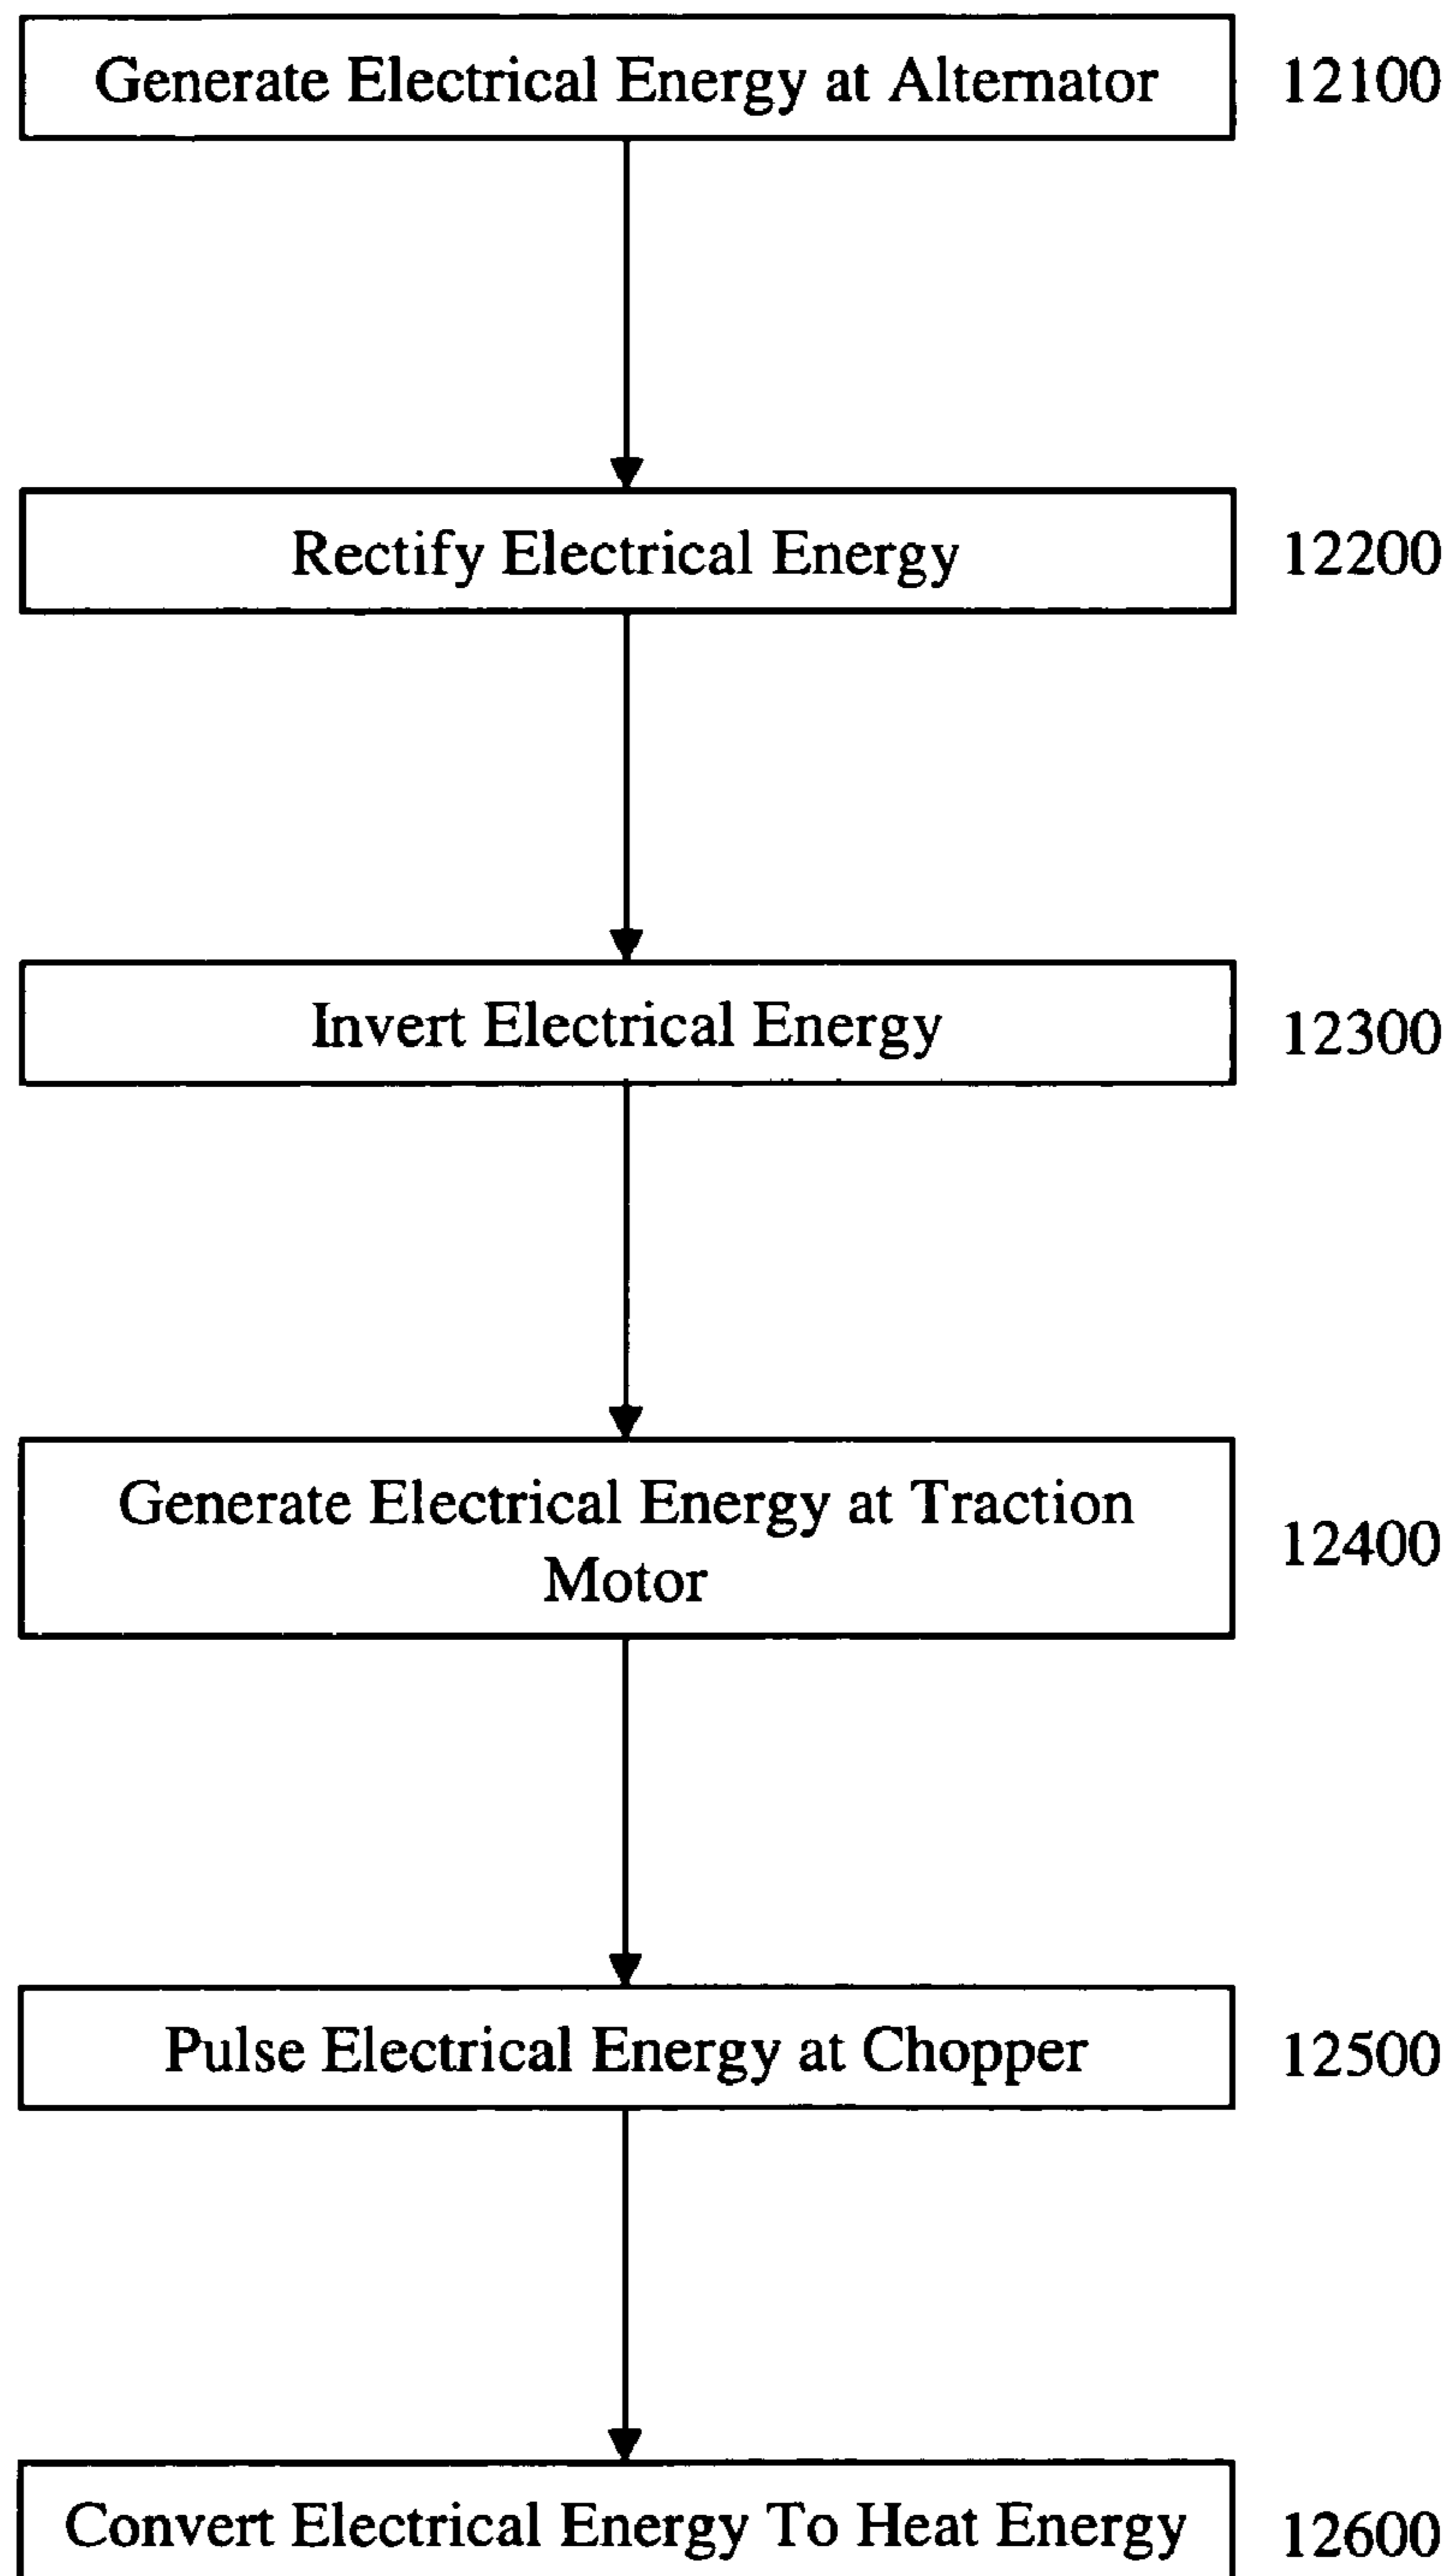 Generate Electrical Energy at Alternator 12100
Rectify Electrical Energy 12200
Invert Electrical Energy 12300
Generate Electrical Energy at Traction
Motor
12400
Pulse Electrical Energy at Chopper 12500
Convert Electrical Energy To Heat Energy 12600